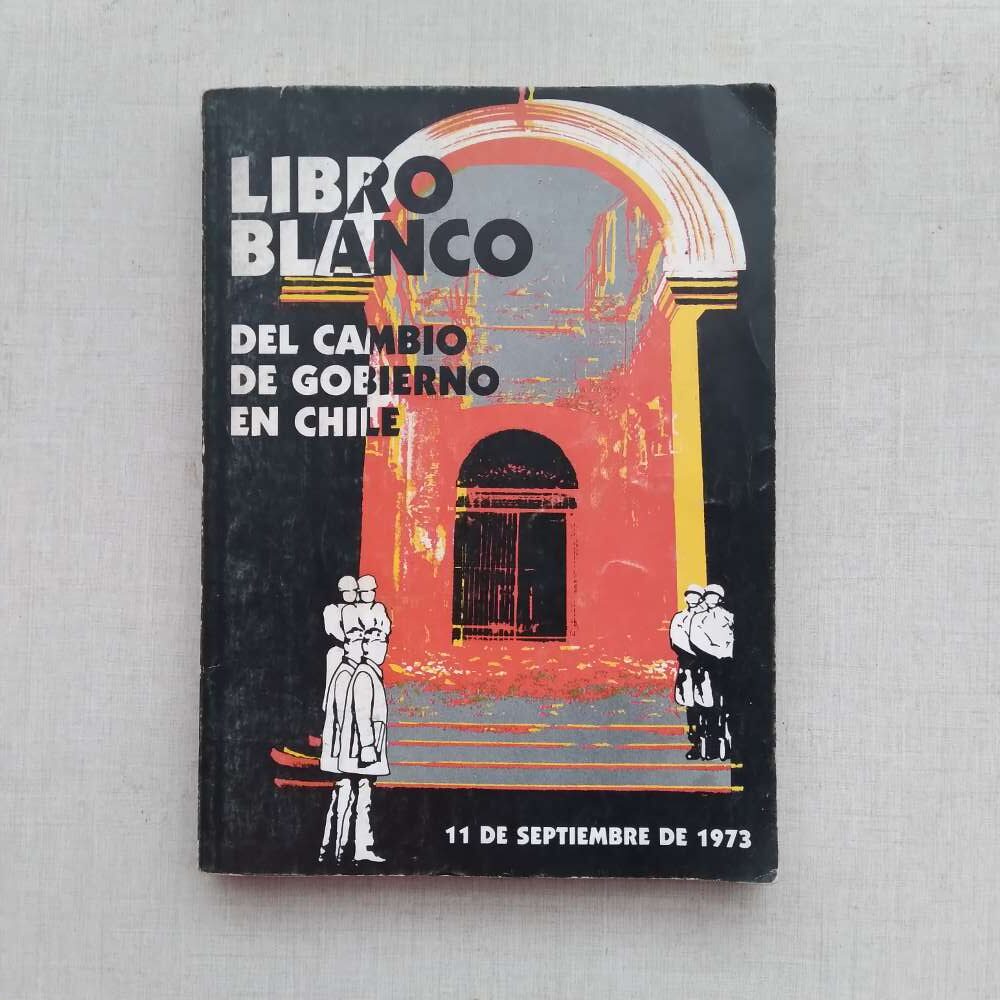 LIBRO
BLANCO
DEL CAMBIO
DE GOBIERNO
EN CHILE
11 DE SEPTIEMBRE DE 1973